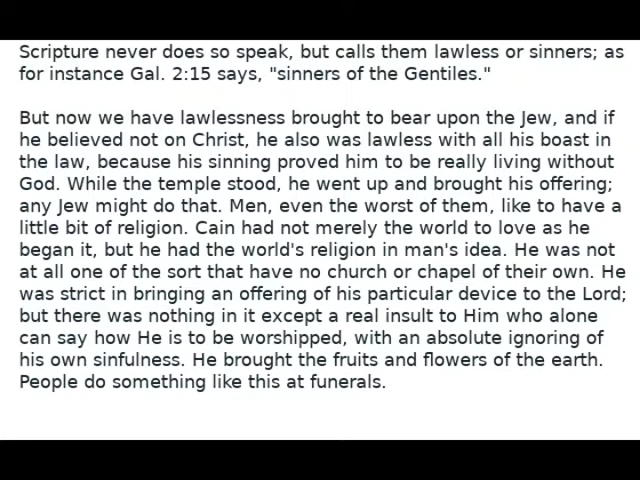 Scripture never does so speak, but calls them lawless or sinners; as
for instance Gal. 2:15 says, "sinners of the Gentiles."
But now we have lawlessness brought to bear upon the Jew, and if
he believed not on Christ, he also was lawless with all his boast in
the law, because his sinning proved him to be really living without
God. While the temple stood, he went up and brought his offering;
any Jew might do that. Men, even the worst of them, like to have a
little bit of religion. Cain had not merely the world to love as he
began it, but he had the world's religion in man's idea. He was not
at all one of the sort that have no church or chapel of their own. He
was strict in bringing an offering of his particular device to the Lord;
but there was nothing in it except a real insult to Him who alone
can say how He is to be worshipped, with an absolute ignoring of
his own sinfulness. He brought the fruits and flowers of the earth.
People do something like this at funerals.